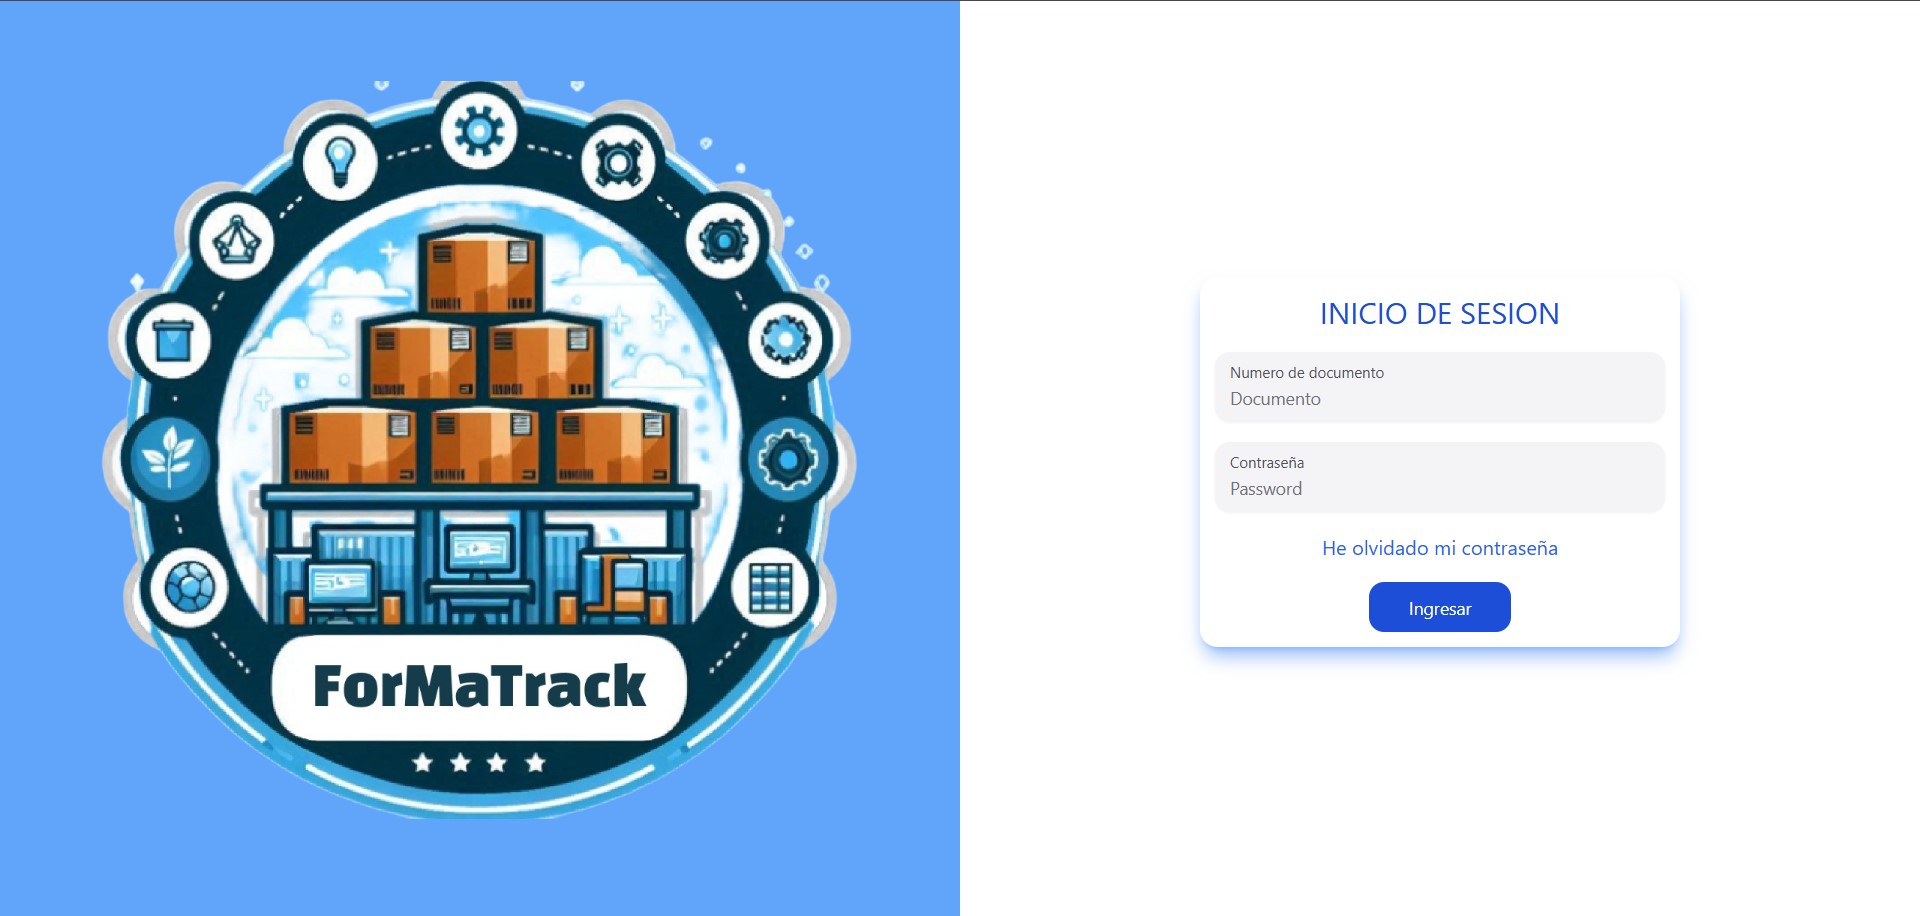 ForMaTrack
INICIO DE SESION
Numero de documento
Documento
Contraseña
Password
He olvidado mi contraseña
Ingresar